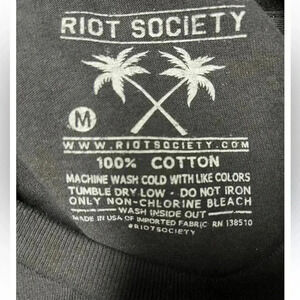 RIOT SOCIETY
M
WWW.RIOTSOCIETY.COM
100% COTTON
MACHINE WASH COLD WITH LIKE COLORS
TUMBLE DRY LOW • DO NOT IRON
ONLY NON-CHLORINE BLEACH
WASH INSIDE OUT
MADE IN USA OF IMPORTED FABRIC RN 138510
#RIOTSOCIETY